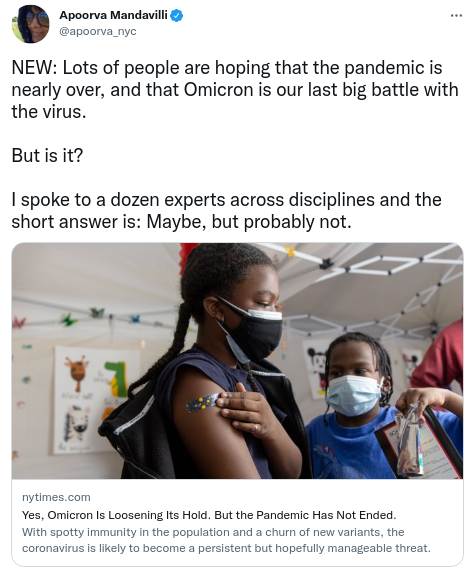 Apoorva Mandavilli
@apoorva_nyc
NEW: Lots of people are hoping that the pandemic is
nearly over, and that Omicron is our last big battle with
the virus.
But is it?
I spoke to a dozen experts across disciplines and the
short answer is: Maybe, but probably not.
nytimes.com
Yes, Omicron Is Loosening Its Hold. But the Pandemic Has Not Ended.
With spotty immunity in the population and a churn of new variants, the
coronavirus is likely to become a persistent but hopefully manageable threat.